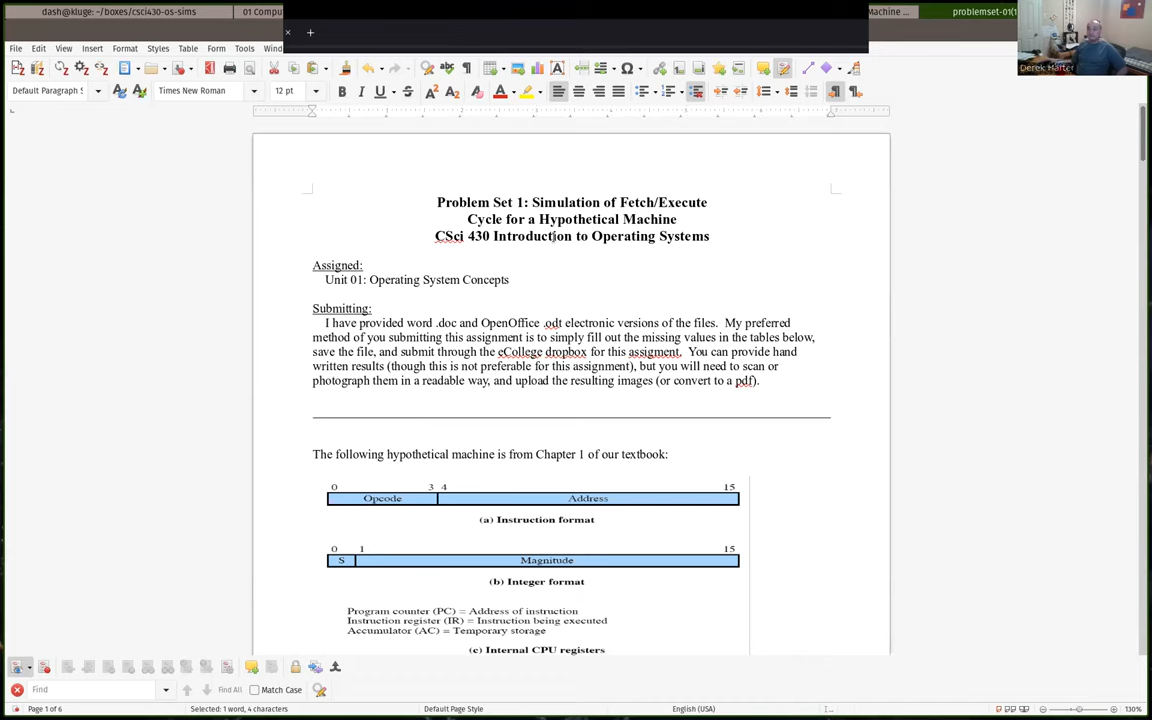 dash@kluge: ~/boxes/csci430-os-sims
01 Compu
Machine ...
problemset-01(1
File Edit View Insert Format Styles Table Form Tools Wind
Derek Harter
Default Paragraph S
Times New Roman
12 pt
Problem Set 1: Simulation of Fetch/Execute
Cycle for a Hypothetical Machine
CSci 430 Introduction to Operating Systems
Assigned:
Unit 01: Operating System Concepts
Submitting:
I have provided word .doc and OpenOffice .odt electronic versions of the files. My preferred
method of you submitting this assignment is to simply fill out the missing values in the tables below,
save the file, and submit through the eCollege dropbox for this assigment. You can provide hand
written results (though this is not preferable for this assignment), but you will need to scan or
photograph them in a readable way, and upload the resulting images (or convert to a pdf).
The following hypothetical machine is from Chapter 1 of our textbook:
0 3 4 15
Opcode Address
(a) Instruction format
0 1 15
S Magnitude
(b) Integer format
Program counter (PC) = Address of instruction
Instruction register (IR) = Instruction being executed
Accumulator (AC) = Temporary storage
(c) Internal CPU registers
Find
Find All
Match Case
Page 1 of 6
Selected: 1 word, 4 characters
Default Page Style
English (USA)
130%